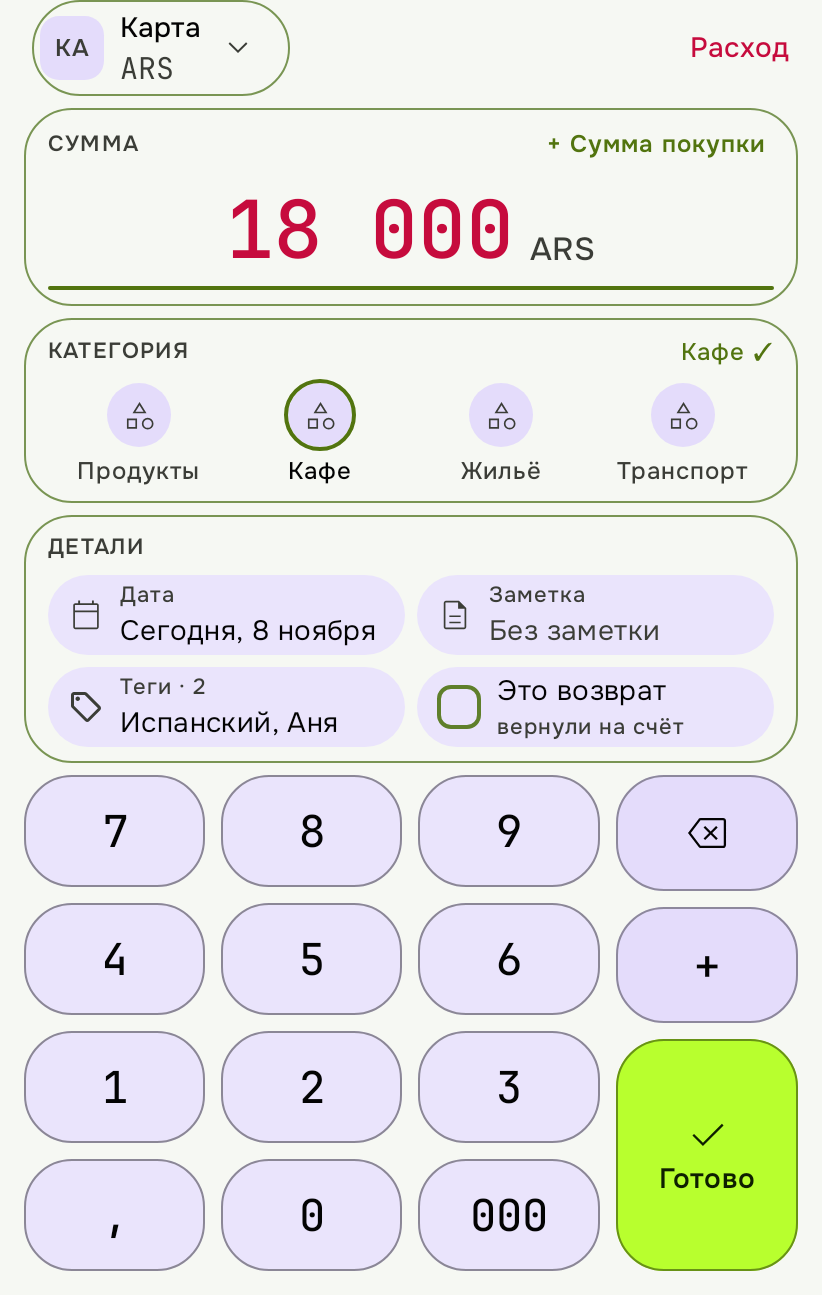 КА
Карта
ARS
Расход
СУММА
+ Сумма покупки
18 000 ARS
КАТЕГОРИЯ
Кафе ✓
Продукты
Кафе
Жильё
Транспорт
ДЕТАЛИ
Дата
Сегодня, 8 ноября
Заметка
Без заметки
Теги · 2
Испанский, Аня
Это возврат
вернули на счёт
7 8 9
4 5 6 +
1 2 3
Готово
, 0 000